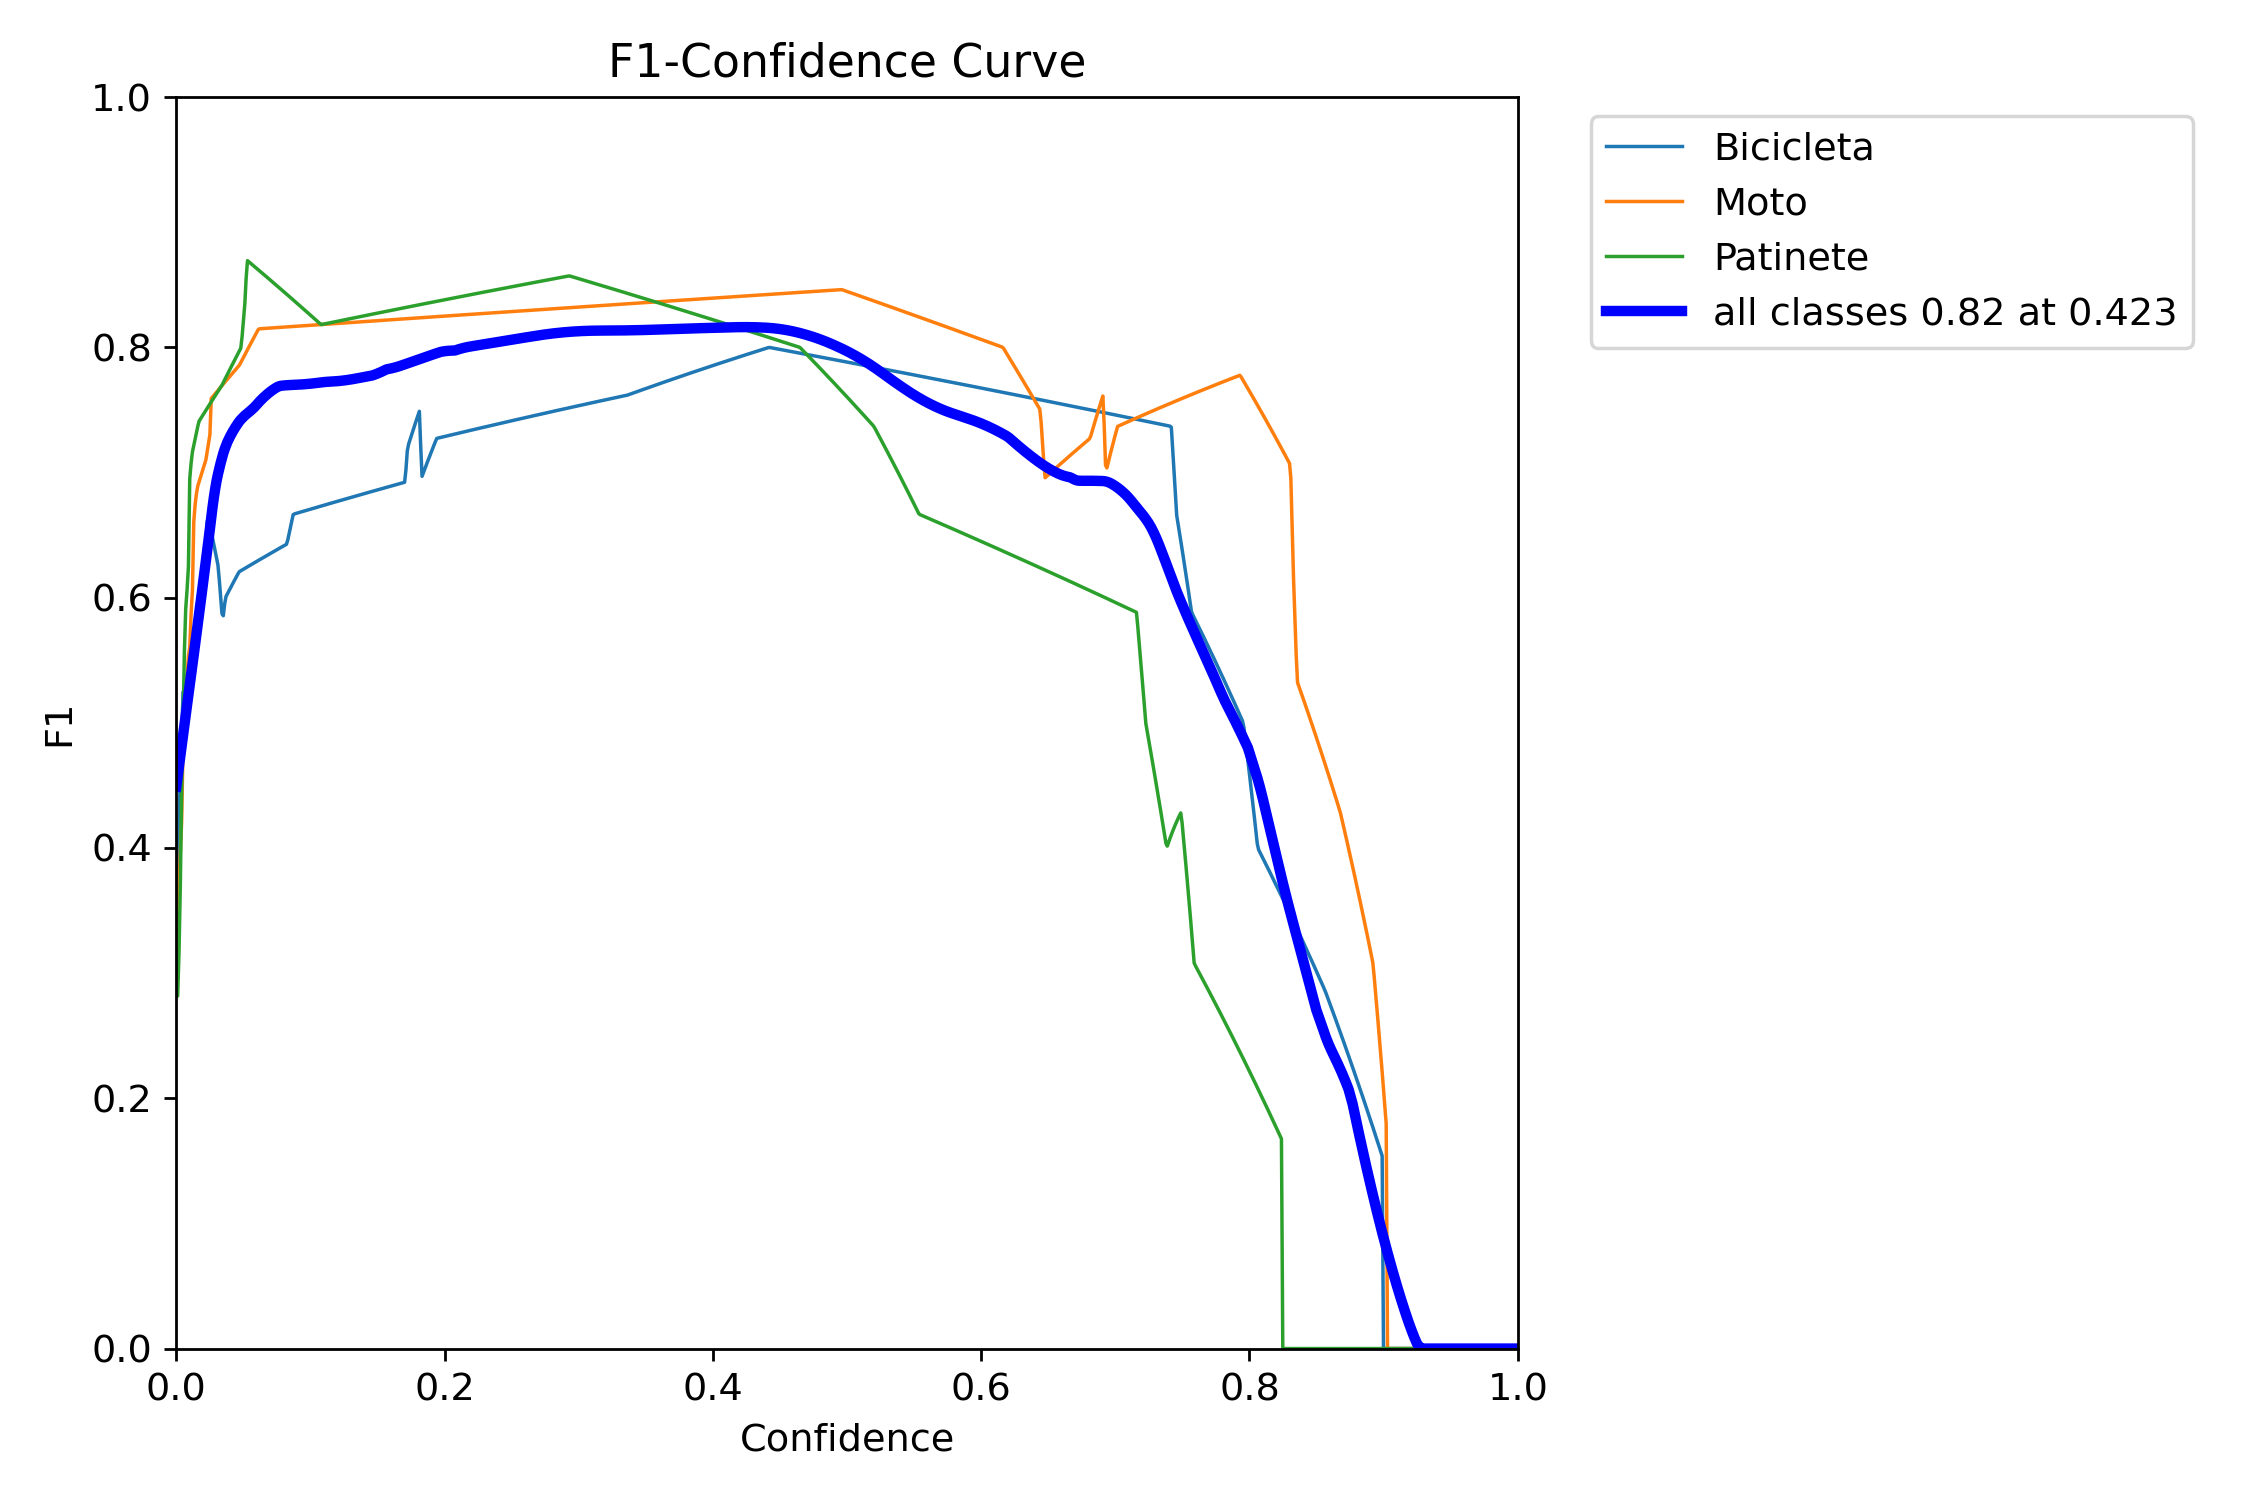 F1-Confidence Curve
1.0
0.8
0.6
0.4
0.2
0.0
F1
0.0 0.2 0.4 0.6 0.8 1.0
Confidence
Bicicleta
Moto
Patinete
all classes 0.82 at 0.423